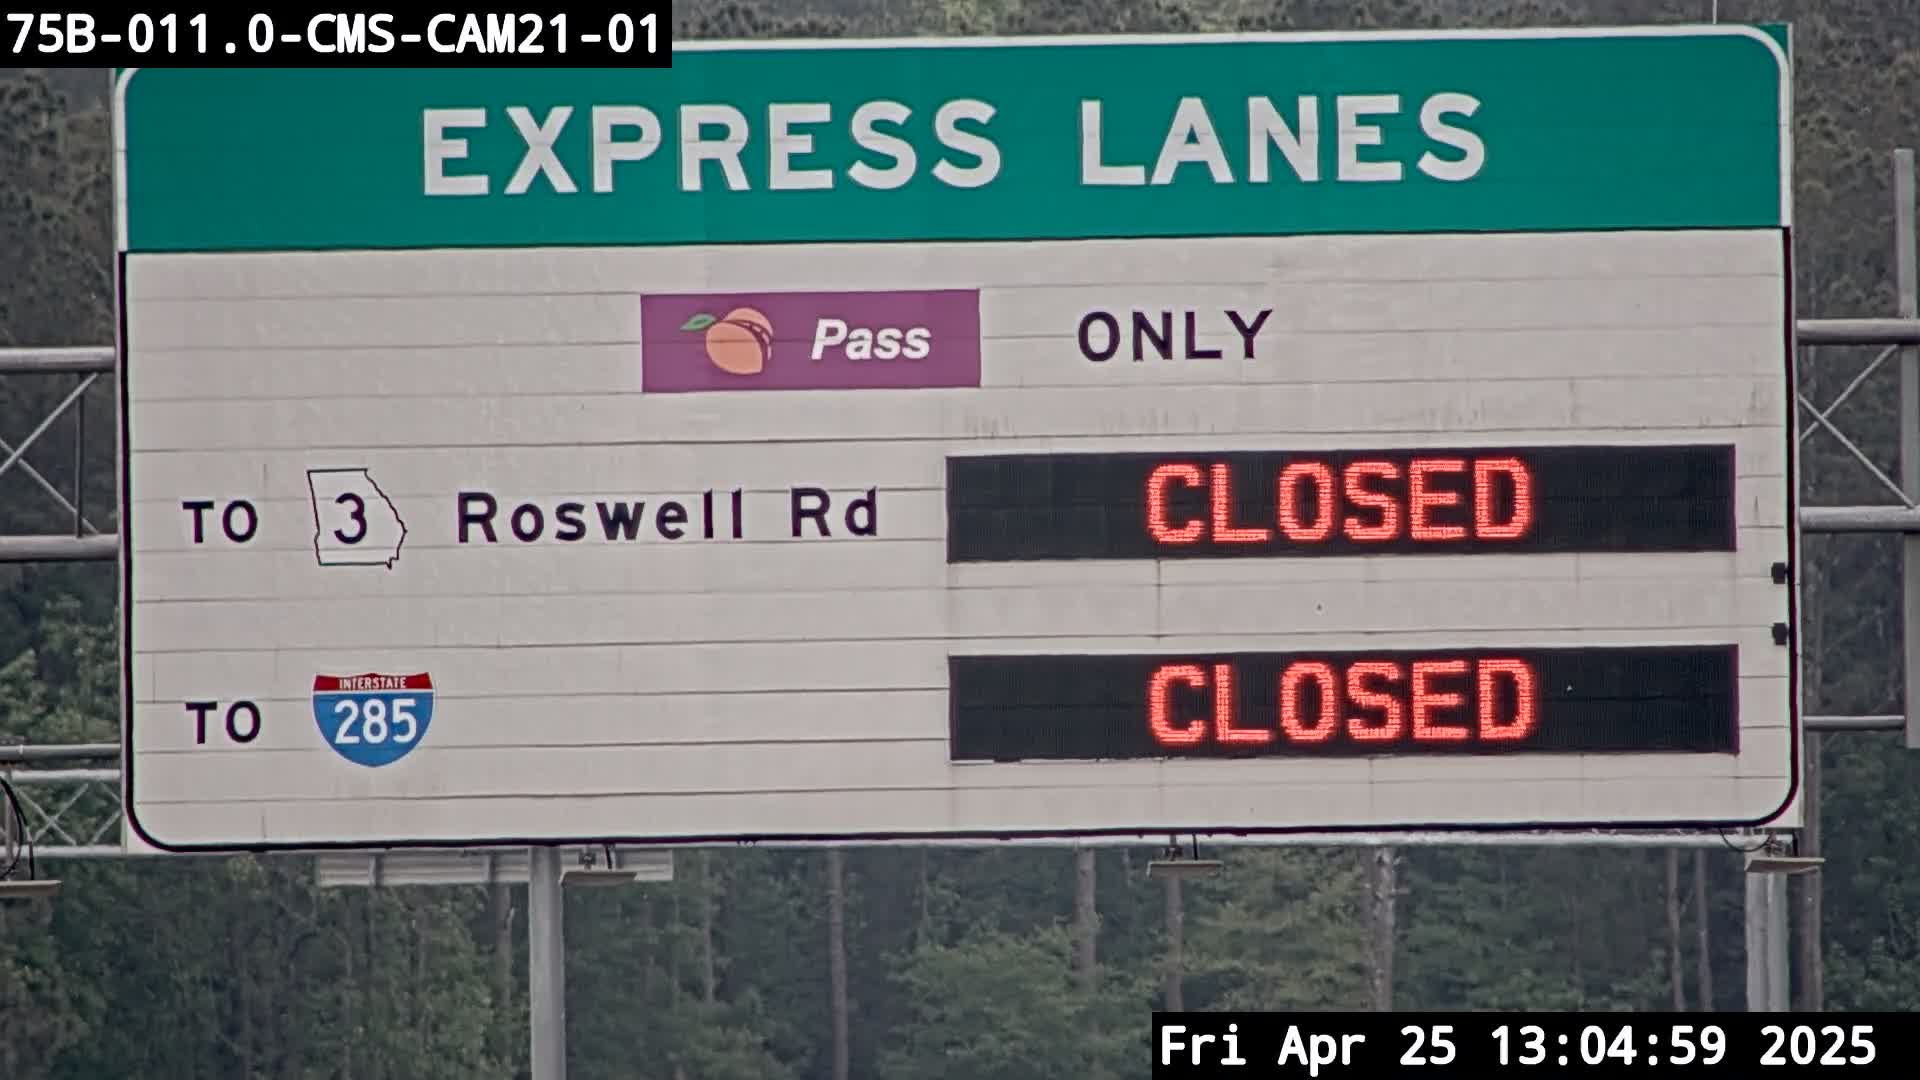 75B-011.0-CMS-CAM21-01
EXPRESS LANES
Pass ONLY
TO 3 Roswell Rd CLOSED
TO INTERSTATE 285 CLOSED
Fri Apr 25 13:04:59 2025